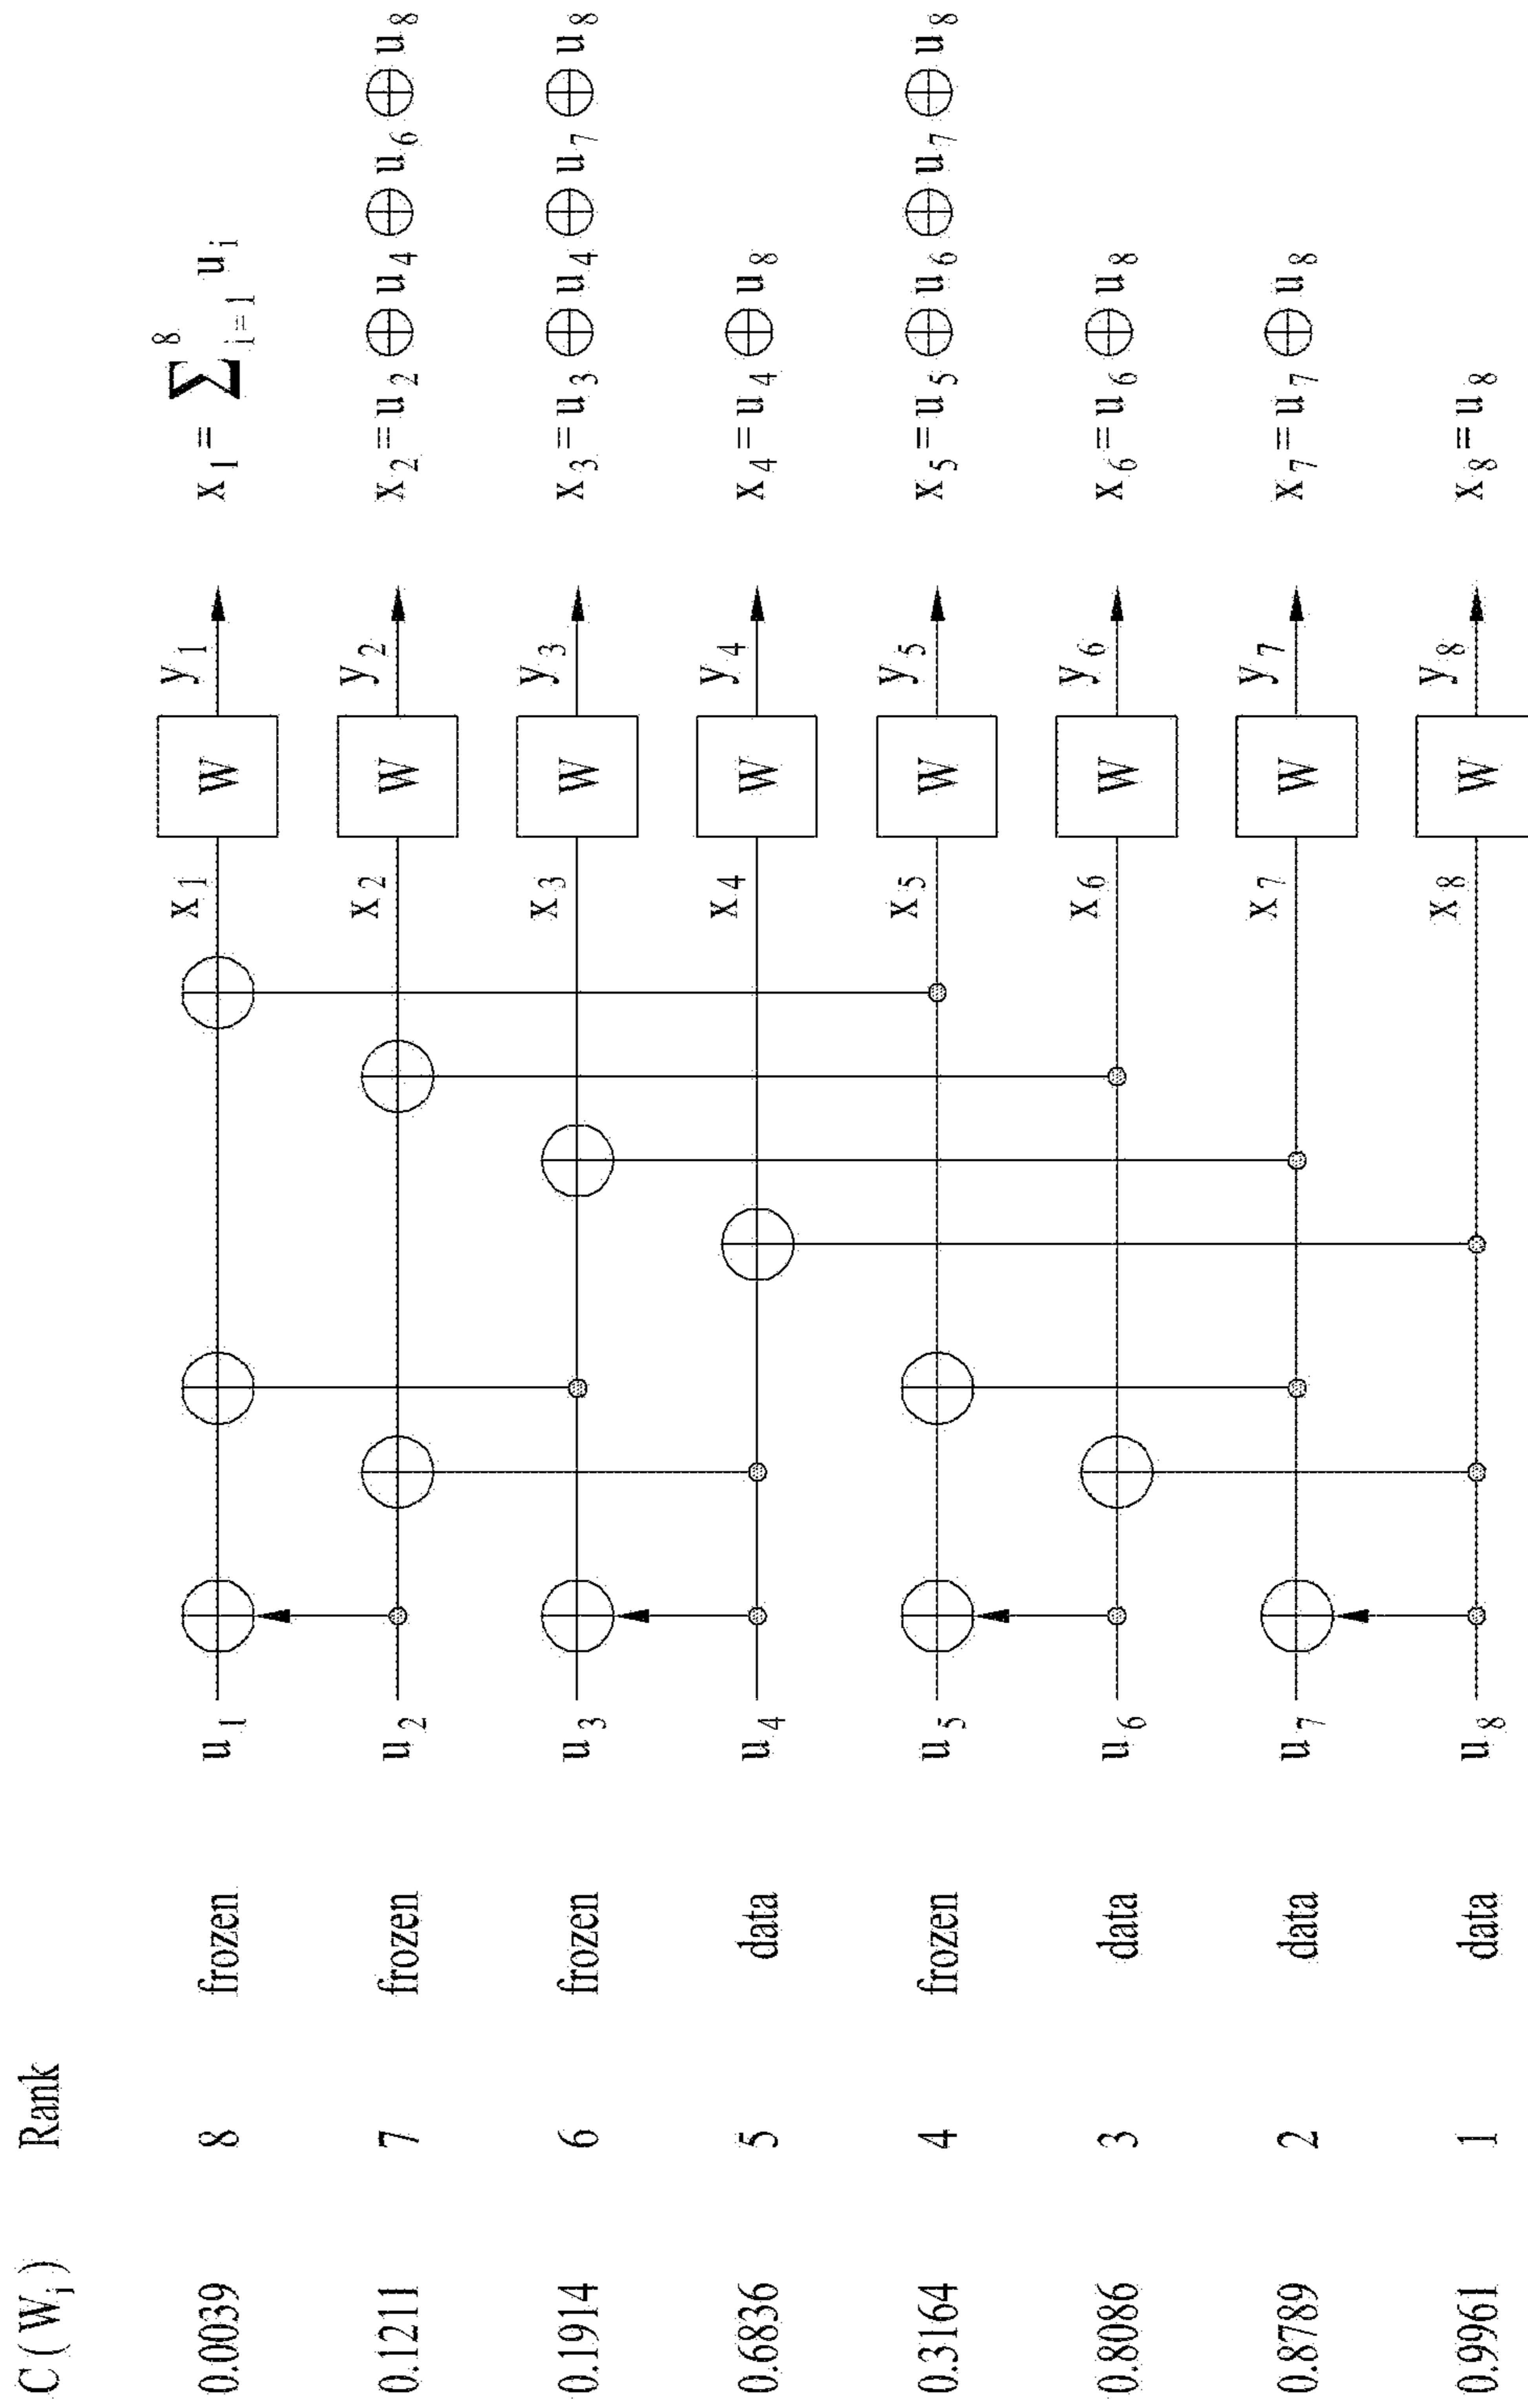 C ( W_i ) Rank
0.0039 8 frozen u_1 x_1 W y_1 x_1 = ∑_{i=1}^8 u_i
0.1211 7 frozen u_2 x_2 W y_2 x_2 = u_2 ⊕ u_4 ⊕ u_6 ⊕ u_8
0.1914 6 frozen u_3 x_3 W y_3 x_3 = u_3 ⊕ u_4 ⊕ u_7 ⊕ u_8
0.6836 5 data u_4 x_4 W y_4 x_4 = u_4 ⊕ u_8
0.3164 4 frozen u_5 x_5 W y_5 x_5 = u_5 ⊕ u_6 ⊕ u_7 ⊕ u_8
0.8086 3 data u_6 x_6 W y_6 x_6 = u_6 ⊕ u_8
0.8789 2 data u_7 x_7 W y_7 x_7 = u_7 ⊕ u_8
0.9961 1 data u_8 x_8 W y_8 x_8 = u_8